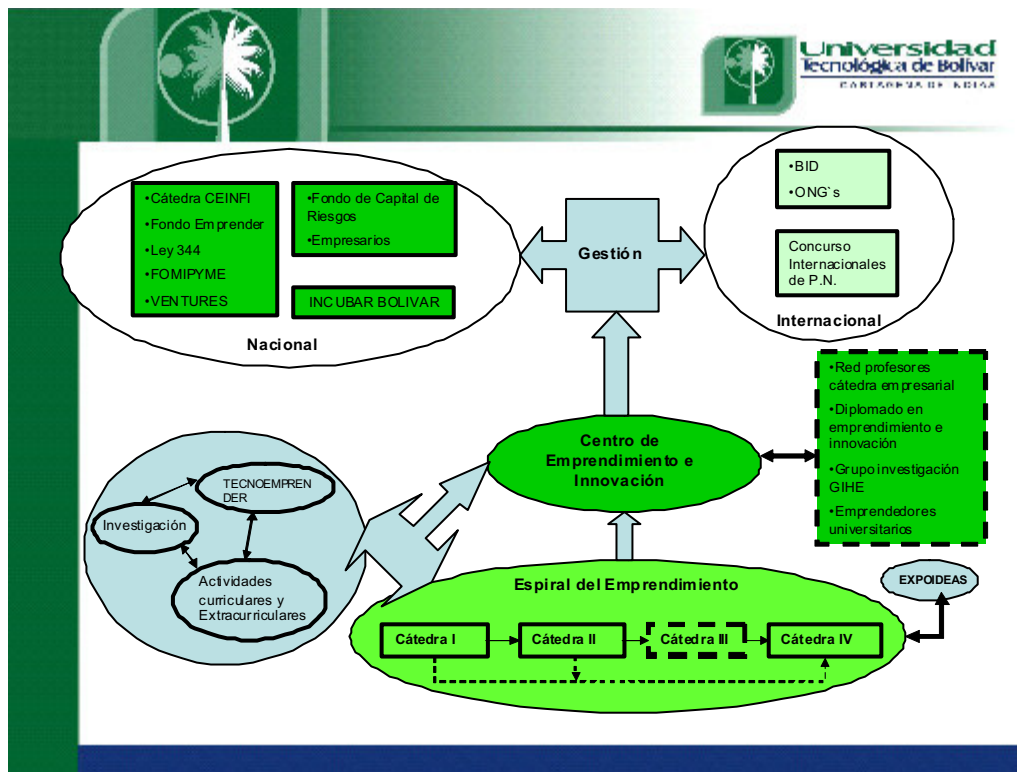 Universidad
Tecnológica de Bolívar
CARTAGENA DE INDIAS
•Cátedra CEINFI
•Fondo Emprender
•Ley 344
•FOMIPYME
•VENTURES
•Fondo de Capital de
Riesgos
•Empresarios
INCUBAR BOLIVAR
Nacional
Gestión
•BID
•ONG`s
Concurso
Internacionales
de P.N.
Internacional
•Red profesores
cátedra empresarial
•Diplomado en
emprendimiento e
innovación
•Grupo investigación
GIHE
•Emprendedores
universitarios
Centro de
Emprendimiento e
Innovación
TECNOEMPREN
DER
Investigación
Actividades
curriculares y
Extracurriculares
Espiral del Emprendimiento
EXPOIDEAS
Cátedra I
Cátedra II
Cátedra III
Cátedra IV